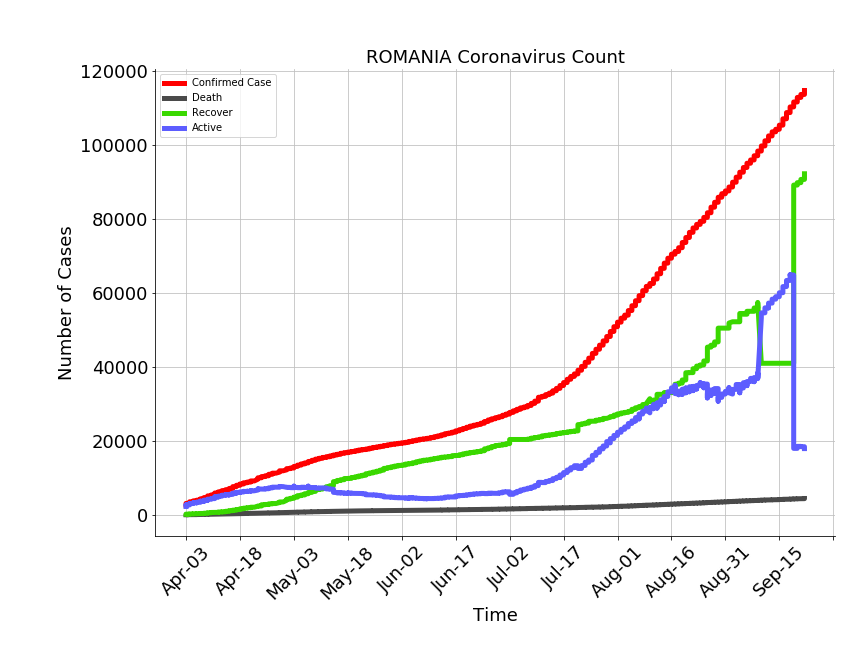 ROMANIA Coronavirus Count
120000
100000
80000
60000
40000
20000
0
Number of Cases
Confirmed Case
Death
Recover
Active
Apr-03
Apr-18
May-03
May-18
Jun-02
Jun-17
Jul-02
Jul-17
Aug-01
Aug-16
Aug-31
Sep-15
Time